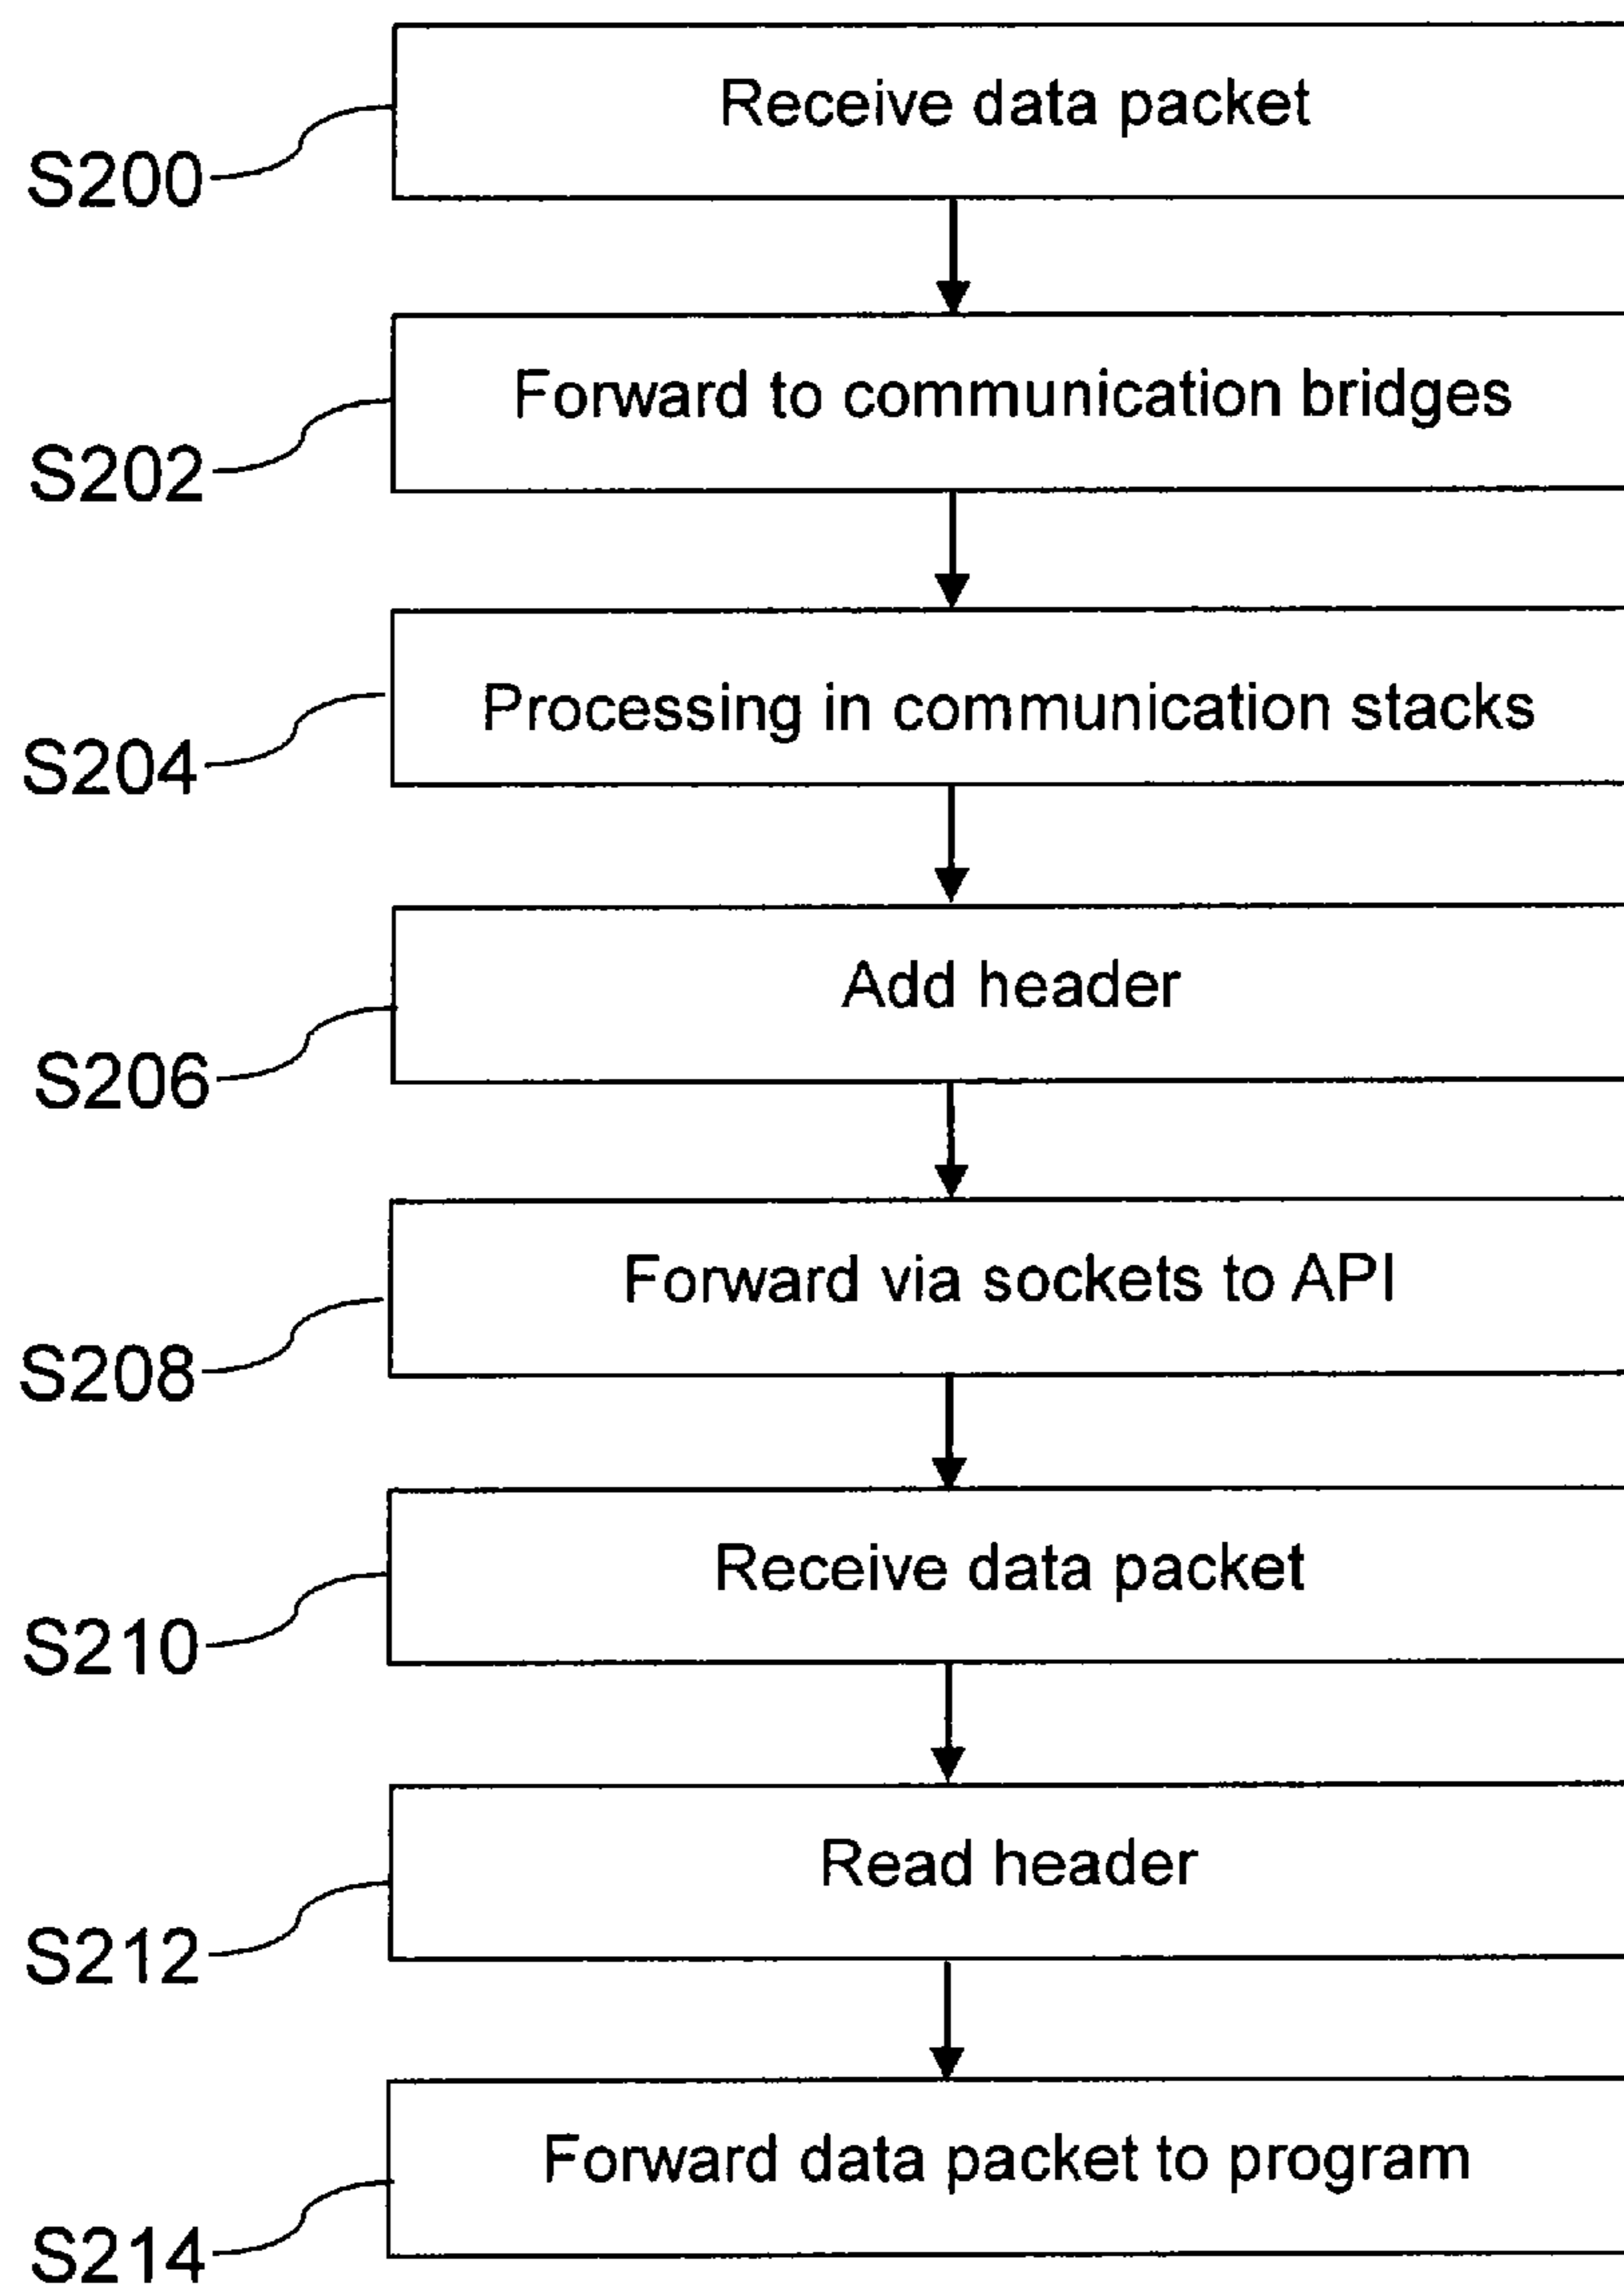 Receive data packet
S200
Forward to communication bridges
S202
Processing in communication stacks
S204
Add header
S206
Forward via sockets to API
S208
Receive data packet
S210
Read header
S212
Forward data packet to program
S214